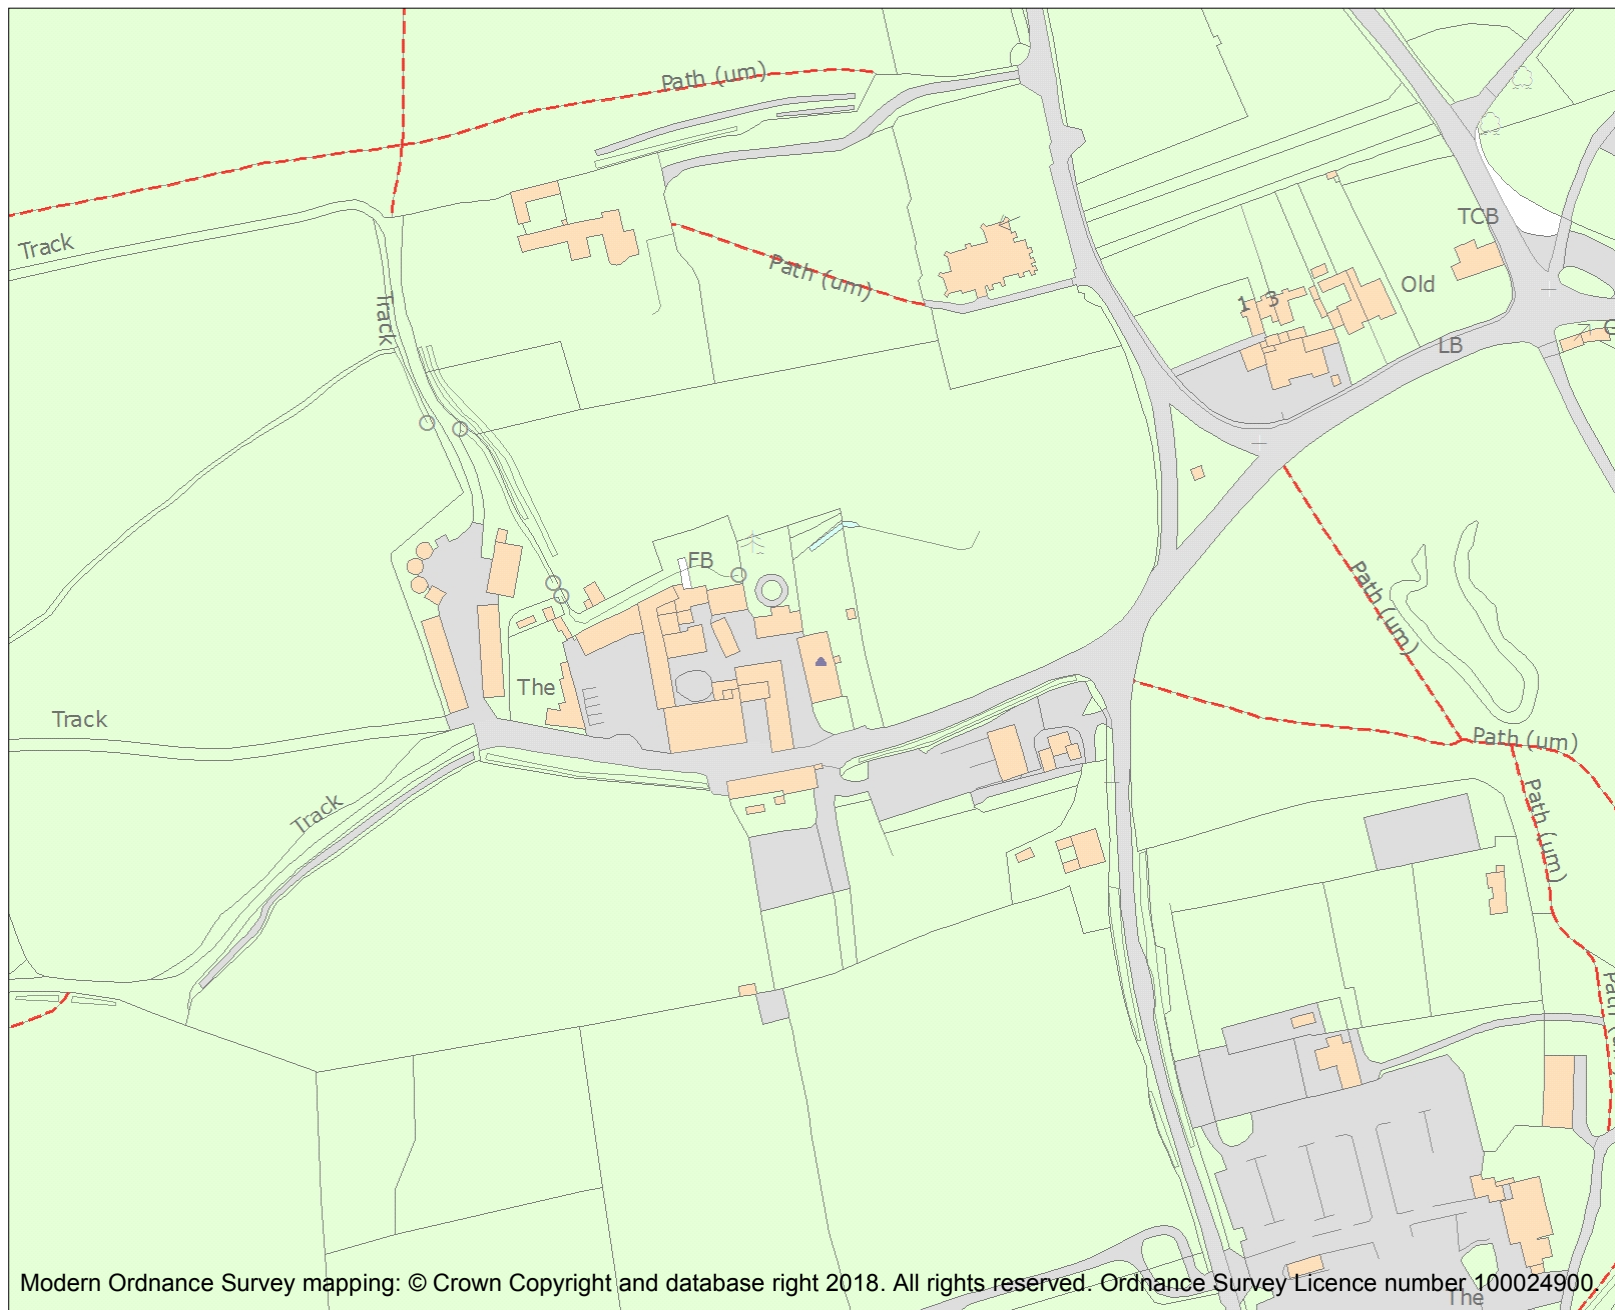 Path (um)
Track
Track
Path (um)
TCB
Old
1 3
LB
FB
Path (um)
The
Track
Path (um)
Path (um)
Track
The
Modern Ordnance Survey mapping: © Crown Copyright and database right 2018. All rights reserved. Ordnance Survey Licence number 100024900.